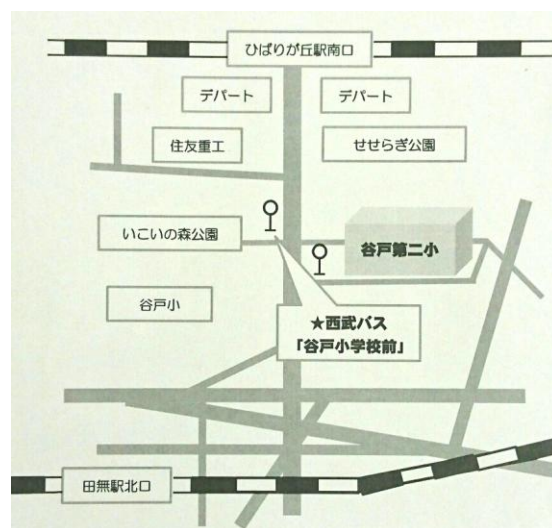 ひばりが丘駅南口
デパート
デパート
住友重工
せせらぎ公園
いこいの森公園
谷戸第二小
谷戸小
★西武バス
「谷戸小学校前」
田無駅北口